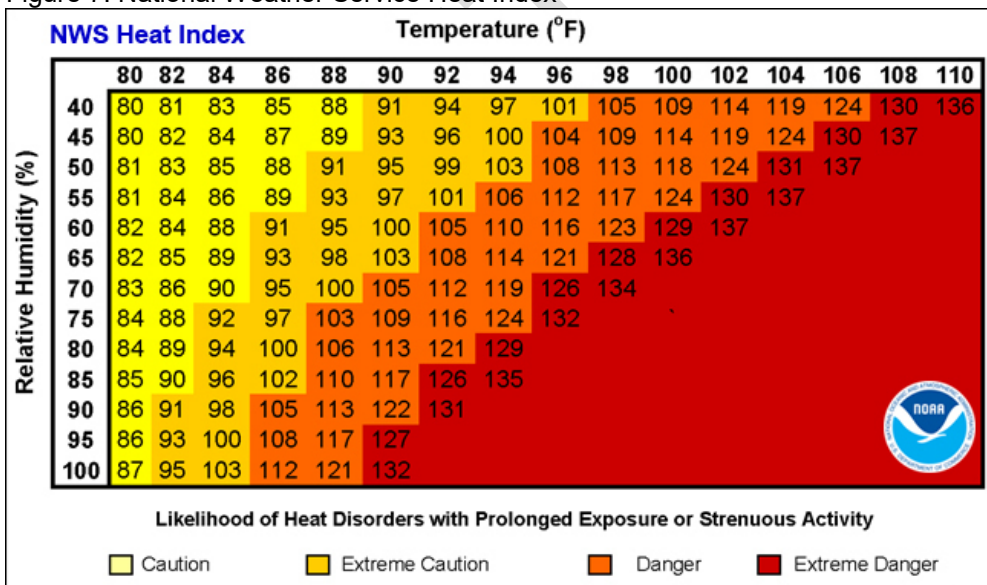 NWS Heat Index Temperature (°F)
80 82 84 86 88 90 92 94 96 98 100 102 104 106 108 110
40 80 81 83 85 88 91 94 97 101 105 109 114 119 124 130 136
45 80 82 84 87 89 93 96 100 104 109 114 119 124 130 137
50 81 83 85 88 91 95 99 103 108 113 118 124 131 137
55 81 84 86 89 93 97 101 106 112 117 124 130 137
60 82 84 88 91 95 100 105 110 116 123 129 137
65 82 85 89 93 98 103 108 114 121 128 136
70 83 86 90 95 100 105 112 119 126 134
75 84 88 92 97 103 109 116 124 132
80 84 89 94 100 106 113 121 129
85 85 90 96 102 110 117 126 135
90 86 91 98 105 113 122 131
95 86 93 100 108 117 127
100 87 95 103 112 121 132
Relative Humidity (%)
NOAA
Likelihood of Heat Disorders with Prolonged Exposure or Strenuous Activity
Caution Extreme Caution Danger Extreme Danger